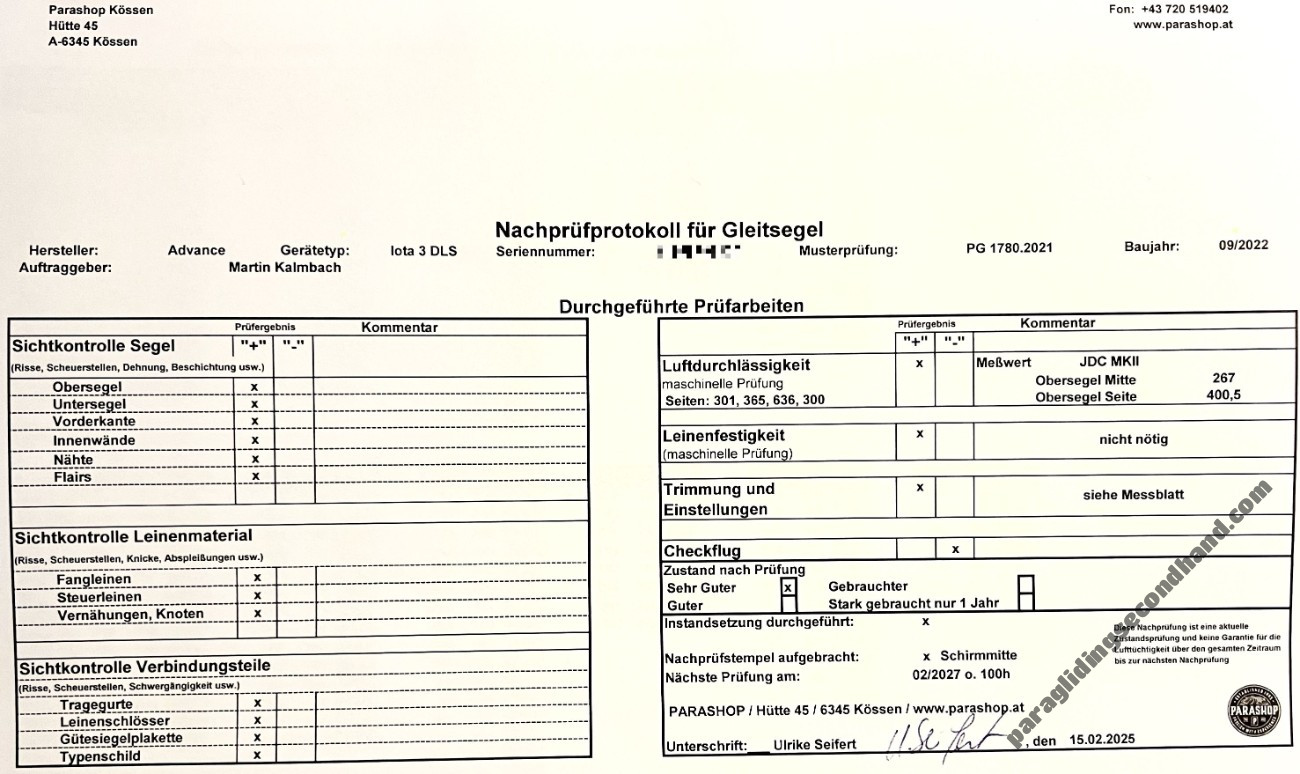 Parashop Kössen
Hütte 45
A-6345 Kössen
Fon: +43 720 519402
www.parashop.at
Nachprüfprotokoll für Gleitsegel
Hersteller: Advance Gerätetyp: Iota 3 DLS Seriennummer: Musterprüfung: PG 1780.2021 Baujahr: 09/2022
Auftraggeber: Martin Kalmbach
Durchgeführte Prüfarbeiten
Prüfergebnis Kommentar
Sichtkontrolle Segel "+" "-"
(Risse, Scheuerstellen, Dehnung, Beschichtung usw.)
Obersegel x
Untersegel x
Vorderkante x
Innenwände x
Nähte x
Flairs x
Sichtkontrolle Leinenmaterial
(Risse, Scheuerstellen, Knicke, Abspleißungen usw.)
Fangleinen x
Steuerleinen x
Vernähungen, Knoten x
Sichtkontrolle Verbindungsteile
(Risse, Scheuerstellen, Schwergängigkeit usw.)
Tragegurte x
Leinenschlösser x
Gütesiegelplakette x
Typenschild x
Prüfergebnis Kommentar
"+" "-"
Luftdurchlässigkeit x Meßwert JDC MKII
maschinelle Prüfung Obersegel Mitte 267
Seiten: 301, 365, 636, 300 Obersegel Seite 400,5
Leinenfestigkeit x nicht nötig
(maschinelle Prüfung)
Trimmung und x siehe Messblatt
Einstellungen
Checkflug x
Zustand nach Prüfung
Sehr Guter x Gebrauchter
Guter Stark gebraucht nur 1 Jahr
Instandsetzung durchgeführt: x
Diese Nachprüfung ist eine aktuelle
Zustandsprüfung und keine Garantie für die
Lufttüchtigkeit über den gesamten Zeitraum
bis zur nächsten Nachprüfung
Nachprüfstempel aufgebracht: x Schirmmitte
Nächste Prüfung am: 02/2027 o. 100h
PARASHOP / Hütte 45 / 6345 Kössen / www.parashop.at
Unterschrift: Ulrike Seifert U Seifert , den 15.02.2025
PARASHOP
paraglidingsecondhand.com